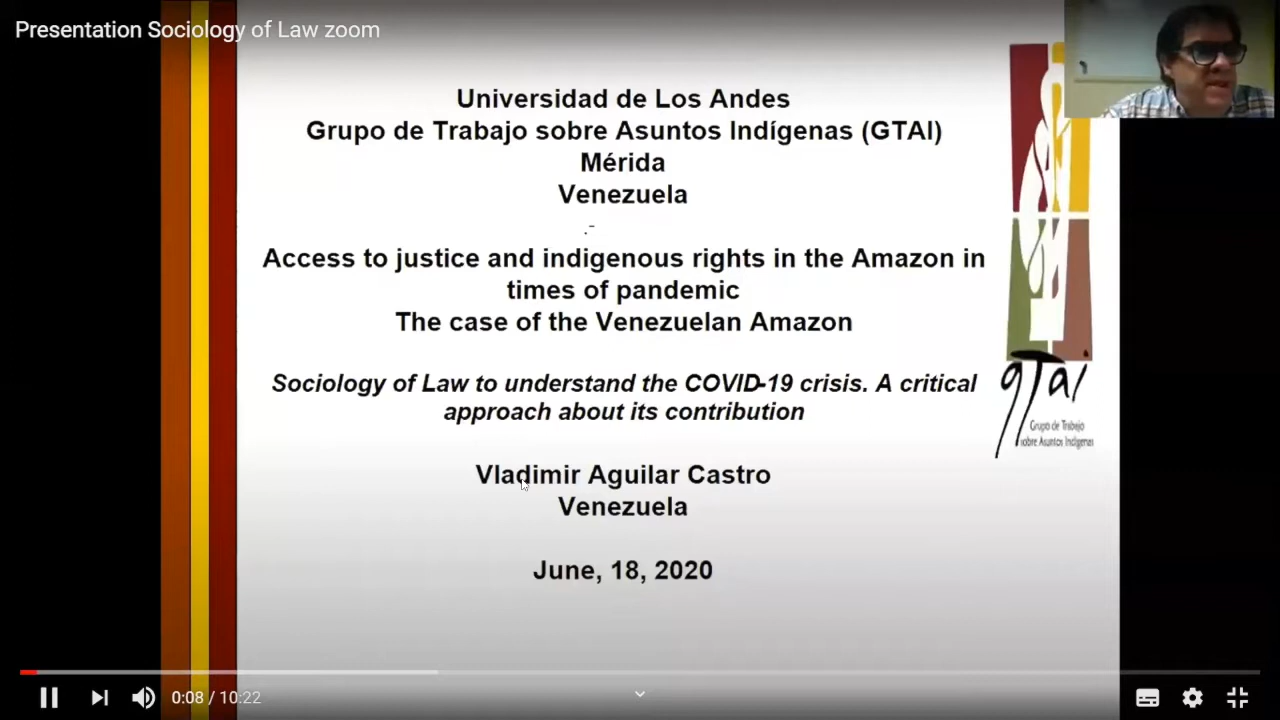 Presentation Sociology of Law zoom
Universidad de Los Andes
Grupo de Trabajo sobre Asuntos Indígenas (GTAI)
Mérida
Venezuela
.-
Access to justice and indigenous rights in the Amazon in
times of pandemic
The case of the Venezuelan Amazon
Sociology of Law to understand the COVID-19 crisis. A critical
approach about its contribution
Vladimir Aguilar Castro
Venezuela
June, 18, 2020
gTaI
Grupo de Trabajo
sobre Asuntos Indígenas
0:08 / 10:22